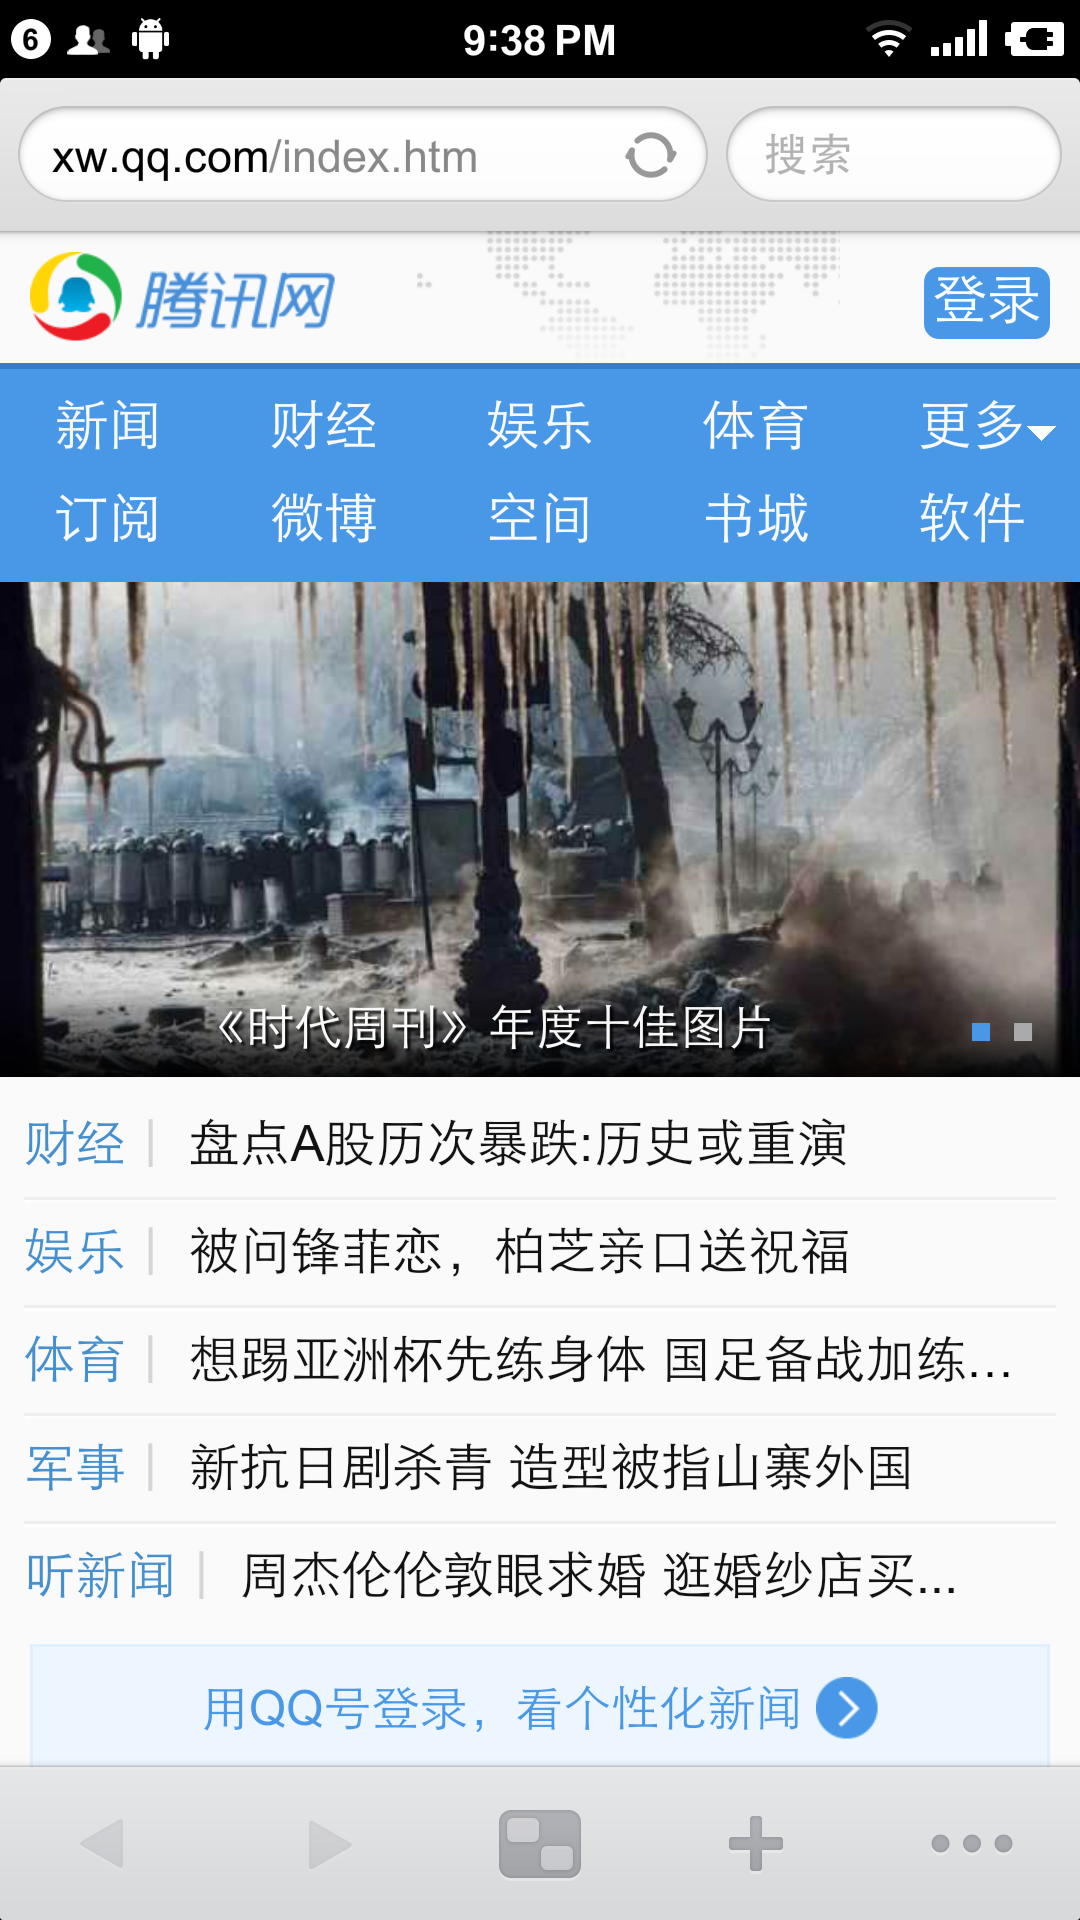 6 9:38 PM
xw.qq.com/index.htm 搜索
腾讯网 登录
新闻 财经 娱乐 体育 更多
订阅 微博 空间 书城 软件
《时代周刊》年度十佳图片
财经 | 盘点A股历次暴跌:历史或重演
娱乐 | 被问锋菲恋，柏芝亲口送祝福
体育 | 想踢亚洲杯先练身体 国足备战加练...
军事 | 新抗日剧杀青 造型被指山寨外国
听新闻 | 周杰伦伦敦眼求婚 逛婚纱店买...
用QQ号登录，看个性化新闻